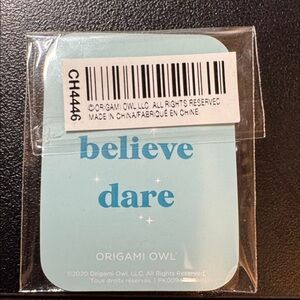 CH4446
©ORIGAMI OWL LLC. ALL RIGHTS RESERVED
MADE IN CHINA/FABRIQUÉ EN CHINE
believe
dare
ORIGAMI OWL
©2020 Origami Owl, LLC. All Rights Reserved.
Tous droits réservés